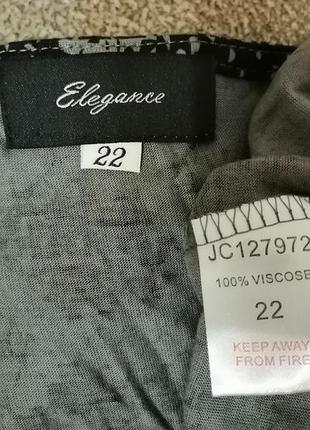 Elegance
22
JC127972
100% VISCOSE
22
KEEP AWAY
FROM FIRE